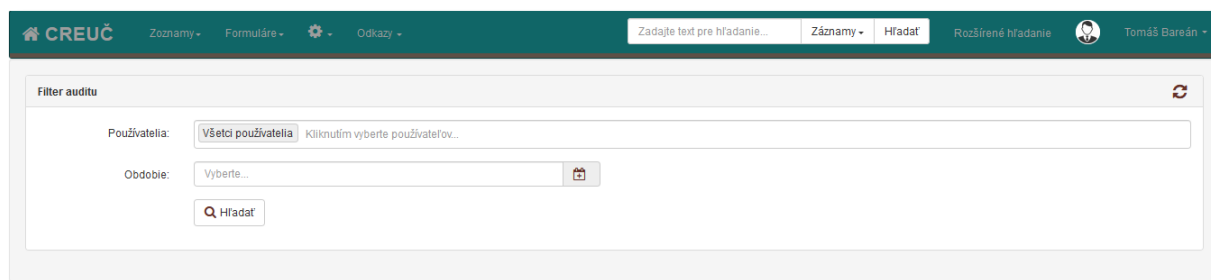 CREUČ Zoznamy Formuláre Odkazy Zadajte text pre hľadanie... Záznamy Hľadať Rozšírené hľadanie Tomáš Bareán
Filter auditu
Používatelia: Všetci používatelia Kliknutím vyberte používateľov...
Obdobie: Vyberte...
Hľadať